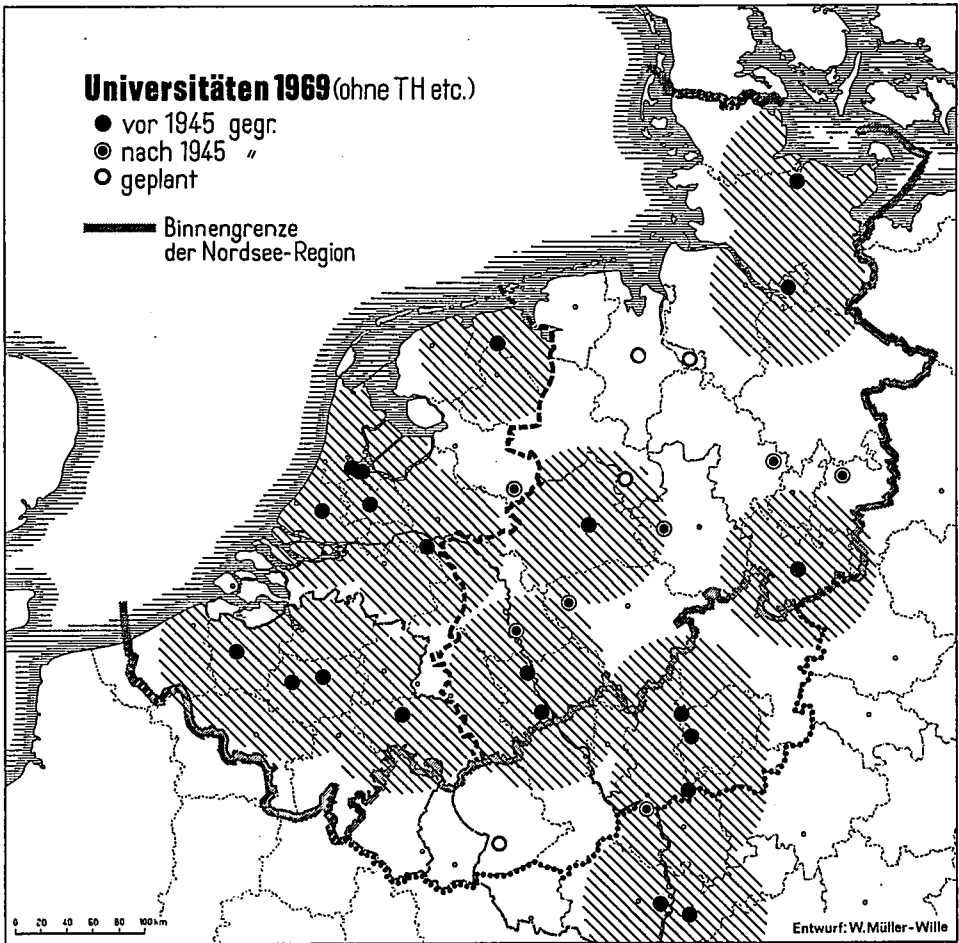 Universitäten 1969 (ohne TH etc.)
vor 1945 gegr.
nach 1945 "
geplant
Binnengrenze
der Nordsee-Region
0 20 40 60 80 100 km
Entwurf: W. Müller-Wille